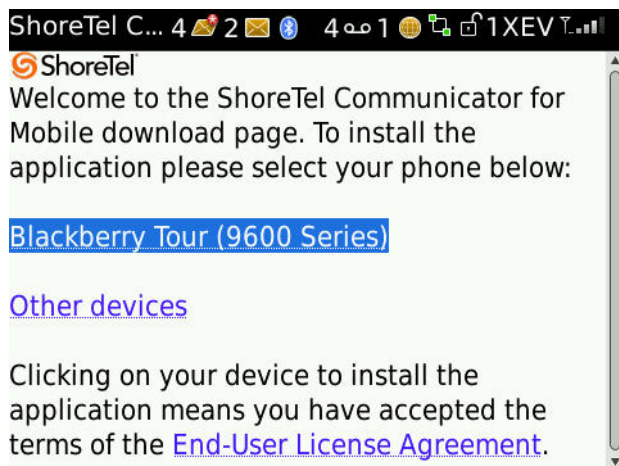 ShoreTel C... 4 2 4 1 1XEV
ShoreTel
Welcome to the ShoreTel Communicator for
Mobile download page. To install the
application please select your phone below:
Blackberry Tour (9600 Series)
Other devices
Clicking on your device to install the
application means you have accepted the
terms of the End-User License Agreement.